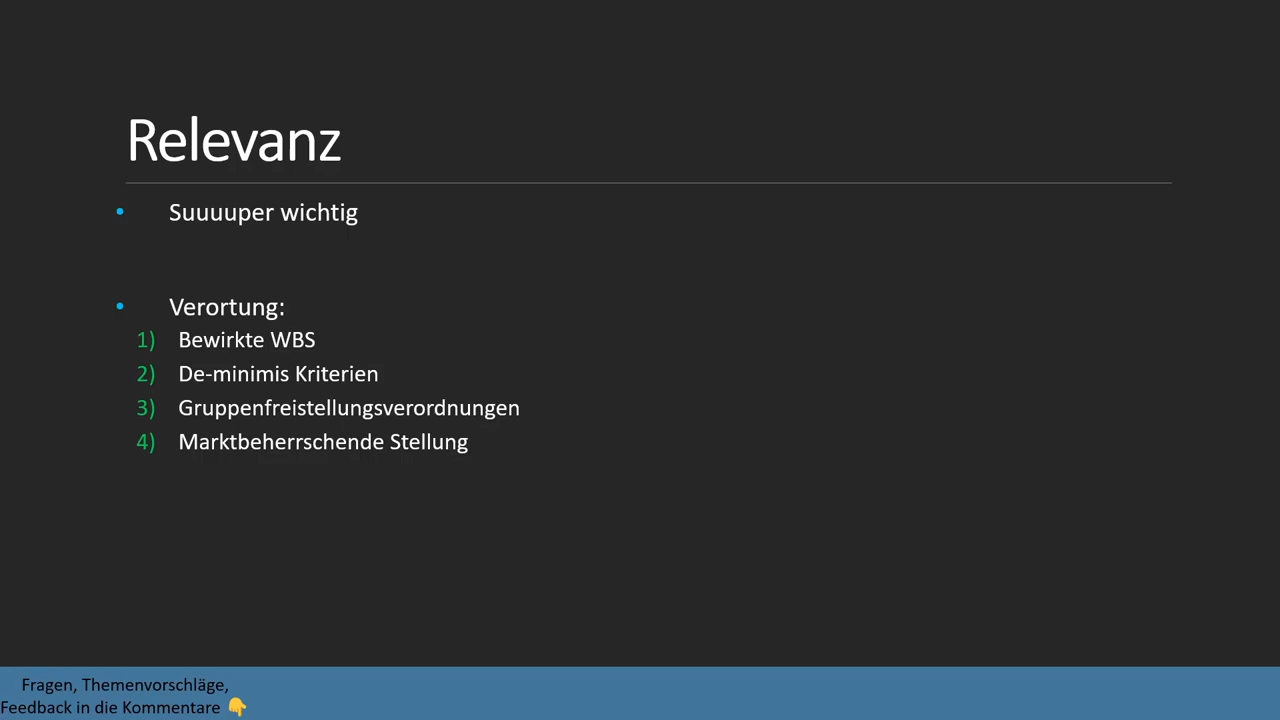 Relevanz
• Suuuuper wichtig
• Verortung:
1) Bewirkte WBS
2) De-minimis Kriterien
3) Gruppenfreistellungsverordnungen
4) Marktbeherrschende Stellung
Fragen, Themenvorschläge,
Feedback in die Kommentare 👇